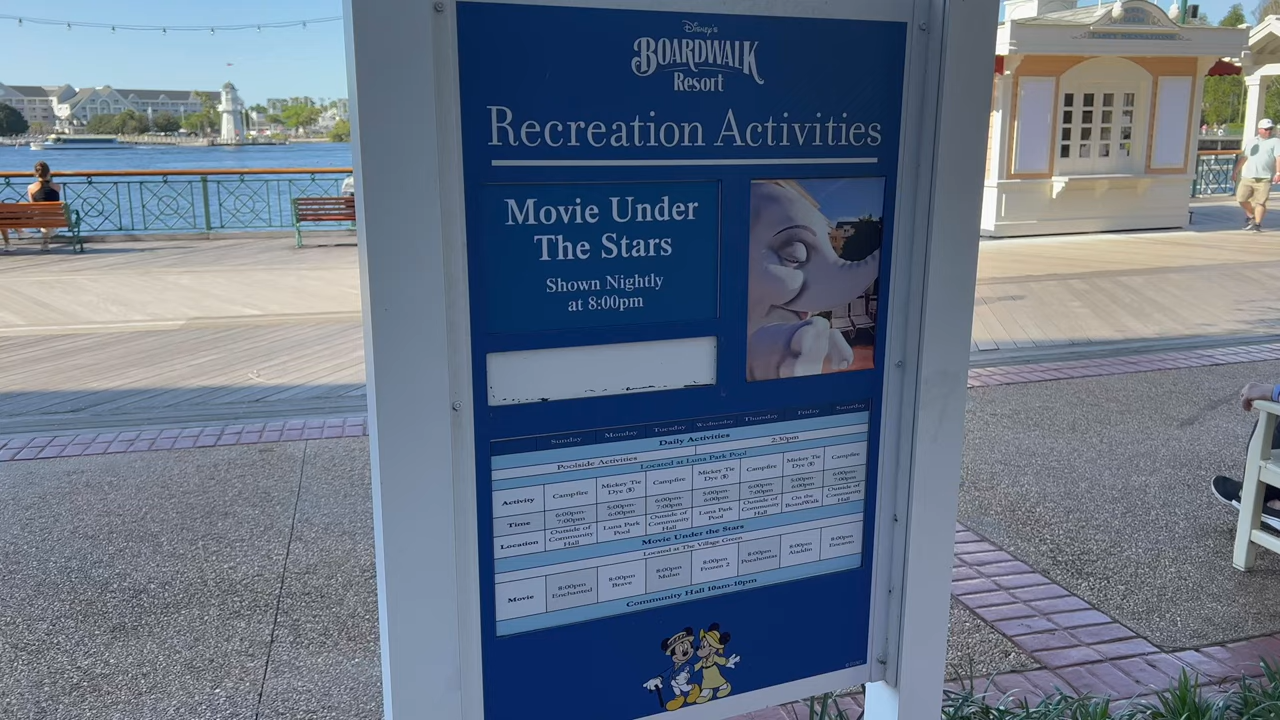 Disney's
BOARDWALK
Resort
Recreation Activities
Movie Under
The Stars
Shown Nightly
at 8:00pm
Sunday Monday Tuesday Wednesday Thursday Friday Saturday
Daily Activities
Poolside Activities 2:30pm
Located at Luna Park Pool
Activity Campfire Mickey Tie Dye ($) Campfire Mickey Tie Dye ($) Campfire Mickey Tie Dye ($) Campfire
Time 6:00pm-7:00pm 5:00pm-6:00pm 6:00pm-7:00pm 5:00pm-6:00pm 6:00pm-7:00pm 5:00pm-6:00pm 6:00pm-7:00pm
Location Outside of Community Hall Luna Park Pool Outside of Community Hall Luna Park Pool Outside of Community Hall On the BoardWalk Outside of Community Hall
Movie Under the Stars
Located at The Village Green
Movie 8:00pm Enchanted 8:00pm Brave 8:00pm Mulan 8:00pm Frozen 2 8:00pm Pocahontas 8:00pm Aladdin 8:00pm Encanto
Community Hall 10am-10pm